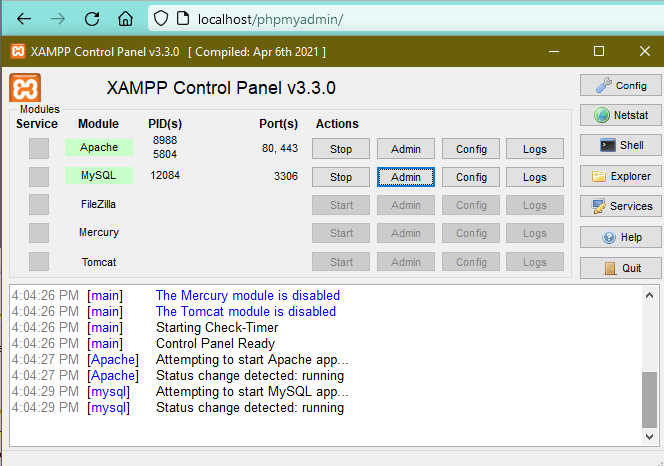 localhost/phpmyadmin/
XAMPP Control Panel v3.3.0 [ Compiled: Apr 6th 2021 ]
XAMPP Control Panel v3.3.0
Config
Modules
Service Module PID(s) Port(s) Actions
Netstat
Apache 8988 5804 80, 443 Stop Admin Config Logs
Shell
MySQL 12084 3306 Stop Admin Config Logs
Explorer
FileZilla Start Admin Config Logs
Services
Mercury Start Admin Config Logs
Help
Tomcat Start Admin Config Logs
Quit
4:04:26 PM [main] The Mercury module is disabled
4:04:26 PM [main] The Tomcat module is disabled
4:04:26 PM [main] Starting Check-Timer
4:04:26 PM [main] Control Panel Ready
4:04:27 PM [Apache] Attempting to start Apache app...
4:04:27 PM [Apache] Status change detected: running
4:04:29 PM [mysql] Attempting to start MySQL app...
4:04:29 PM [mysql] Status change detected: running